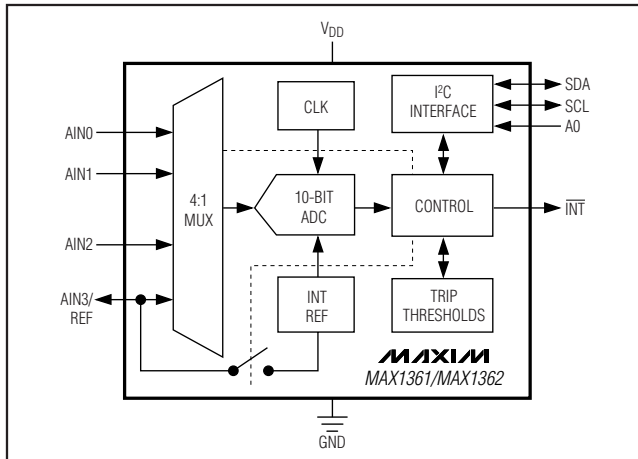 VDD
AIN0
AIN1
AIN2
AIN3/
REF
4:1
MUX
CLK
10-BIT
ADC
INT
REF
I²C
INTERFACE
CONTROL
TRIP
THRESHOLDS
SDA
SCL
A0
INT
MAXIM
MAX1361/MAX1362
GND